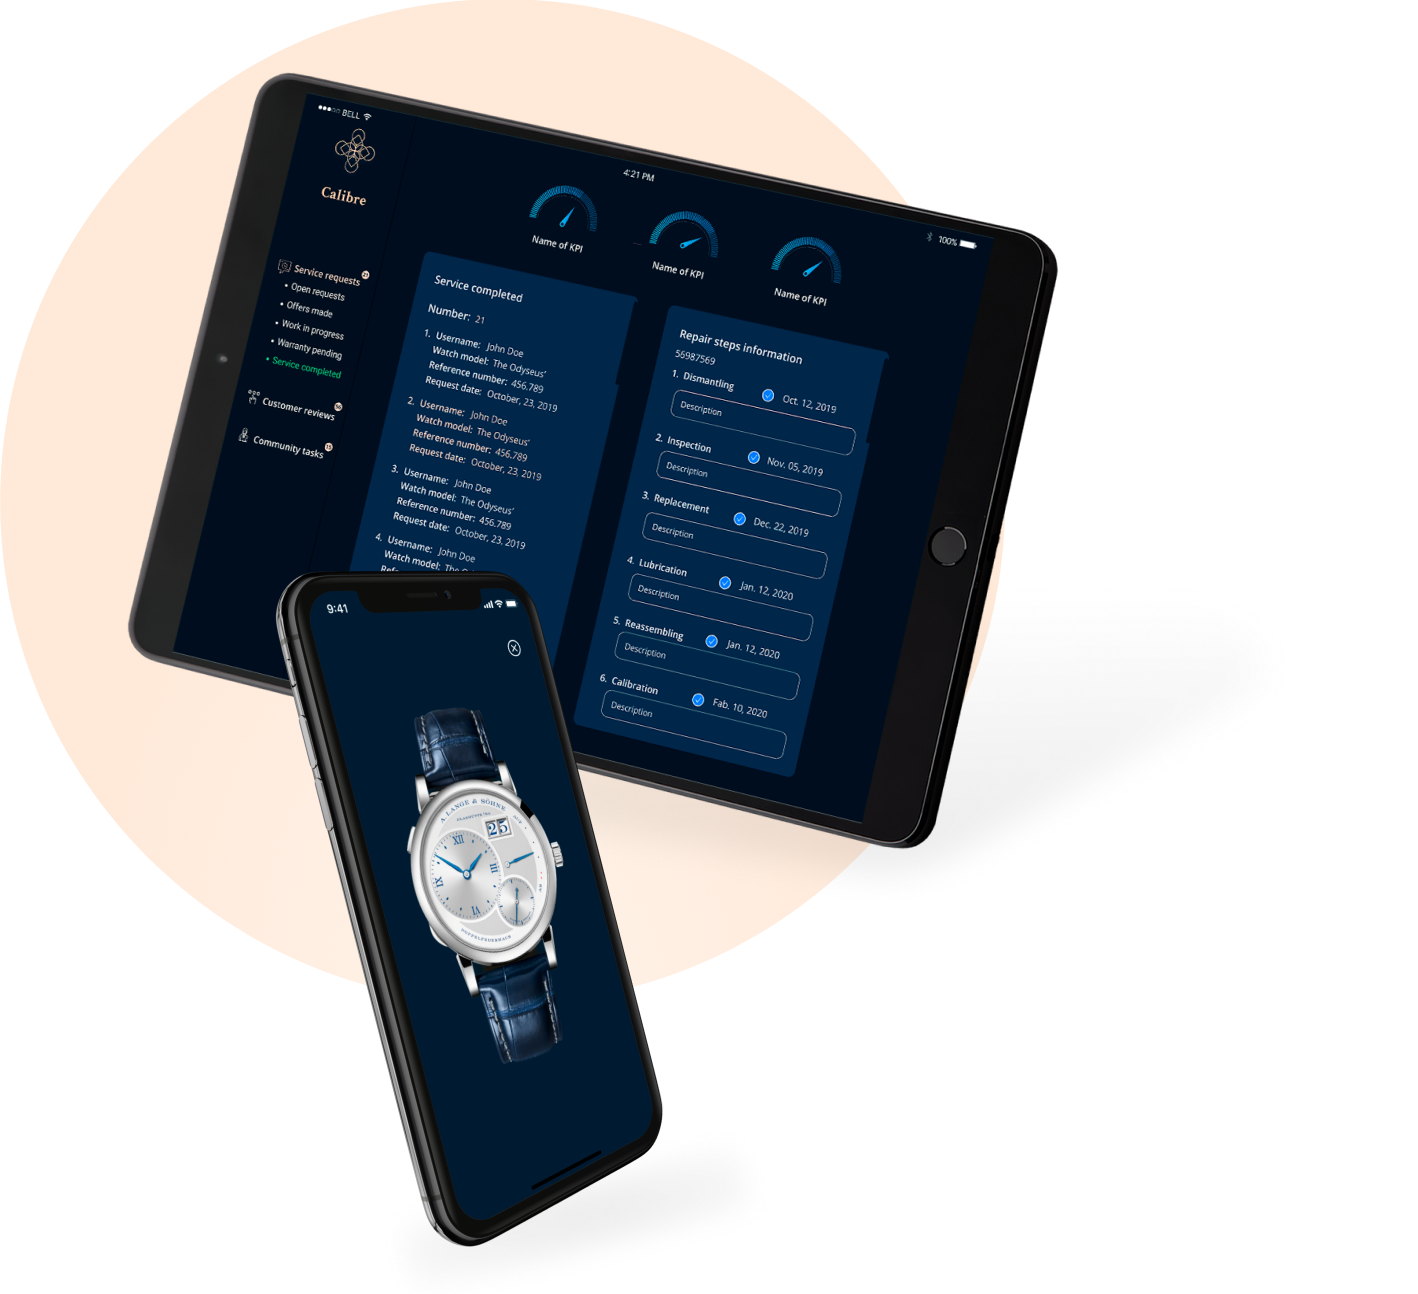 BELL
4:21 PM
100%
Calibre
Name of KPI
Name of KPI
Name of KPI
Service requests 21
• Open requests
• Offers made
• Work in progress
• Warranty pending
• Service completed
Customer reviews
Community tasks
Service completed
Number: 21
1. Username: John Doe
Watch model: The Odyseus'
Reference number: 456.789
Request date: October, 23, 2019
2. Username: John Doe
Watch model: The Odyseus'
Reference number: 456.789
Request date: October, 23, 2019
3. Username: John Doe
Watch model: The Odyseus'
Reference number: 456.789
Request date: October, 23, 2019
4. Username: John Doe
Watch model: The
Repair steps information
56987569
1. Dismantling Oct. 12, 2019
Description
2. Inspection Nov. 05, 2019
Description
3. Replacement Dec. 22, 2019
Description
4. Lubrication Jan. 12, 2020
Description
5. Reassembling Jan. 12, 2020
Description
6. Calibration Fab. 10, 2020
Description
9:41
A. LANGE & SÖHNE
25
AUF
XII
III
IX
VI
AB
DOPPELFEDERHAUS